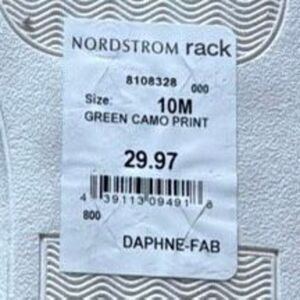 NORDSTROM rack
8108328 000
Size: 10M
GREEN CAMO PRINT
29.97
4 39113 09491 8
800
DAPHNE-FAB